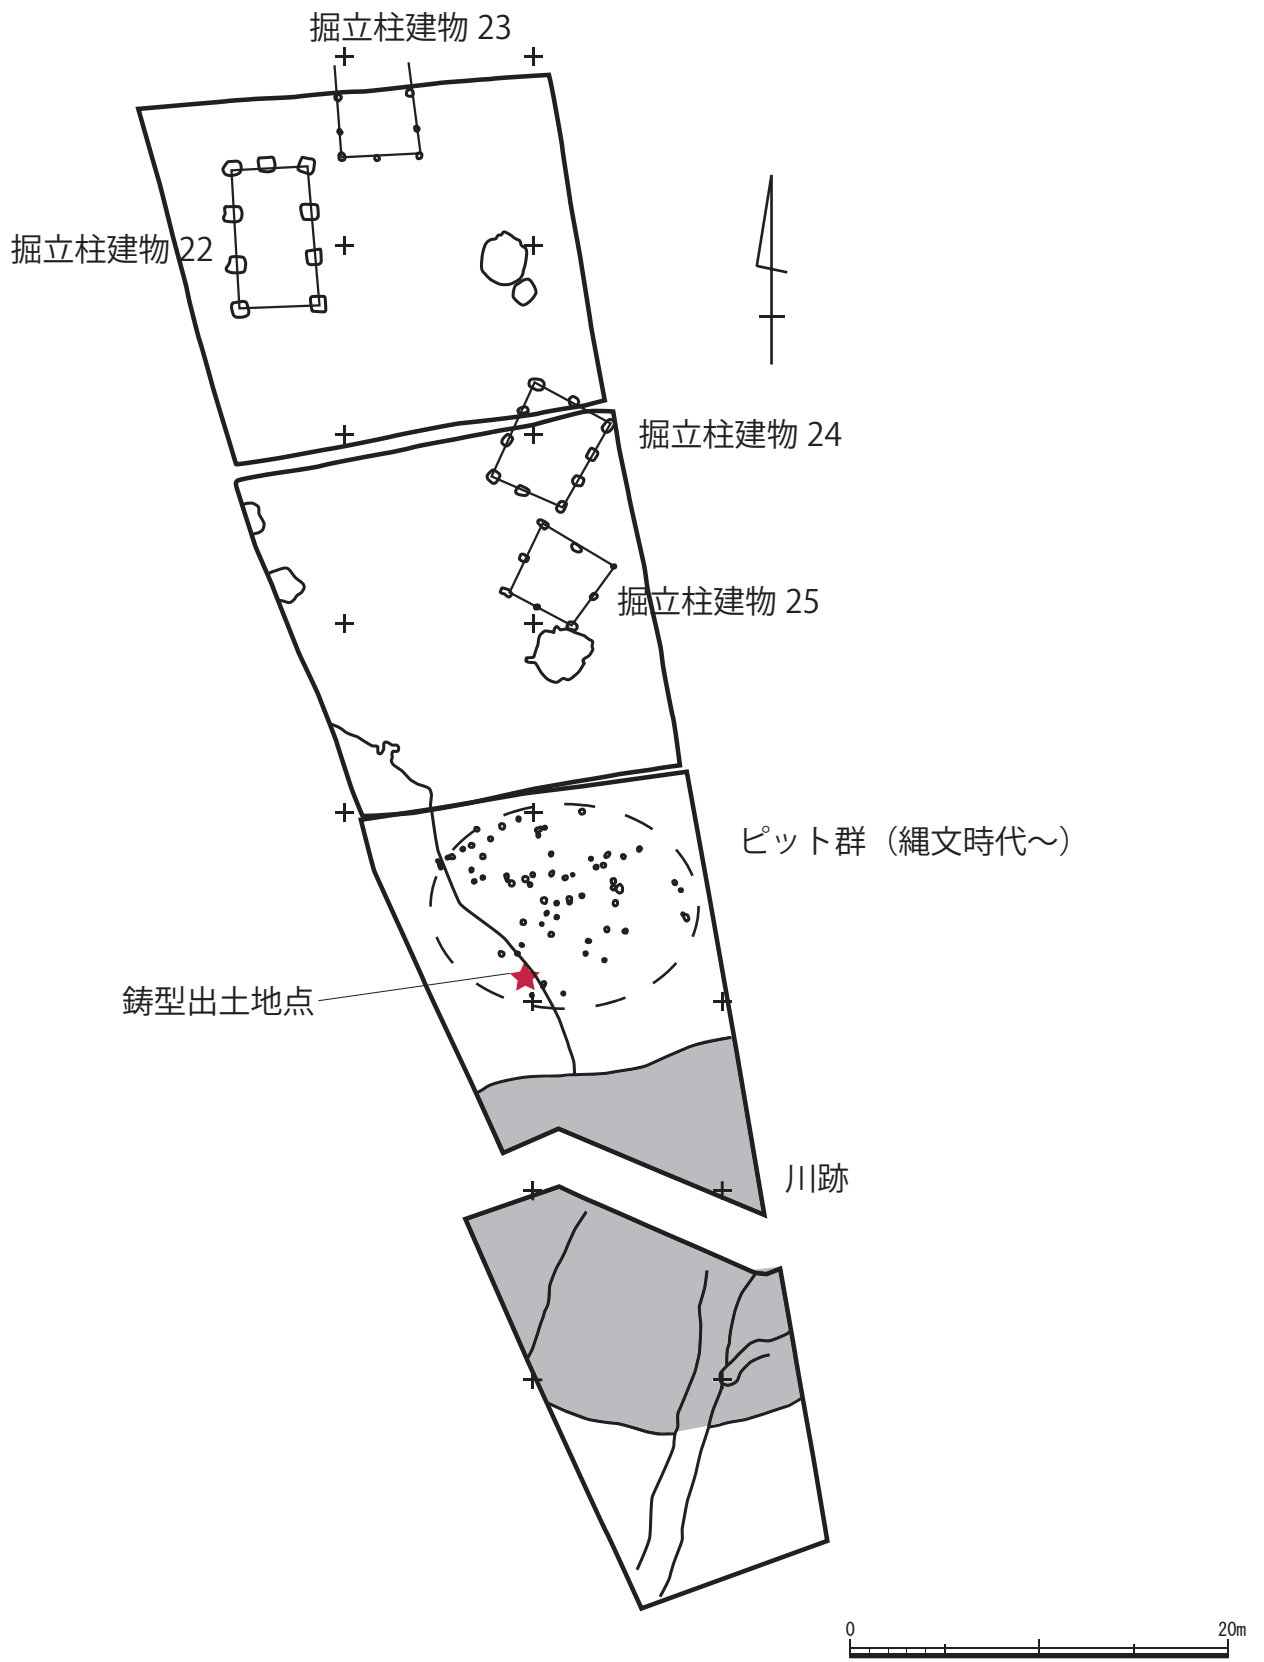 掘立柱建物 23
掘立柱建物 22
掘立柱建物 24
掘立柱建物 25
ピット群（縄文時代～）
鋳型出土地点
川跡
0
20m